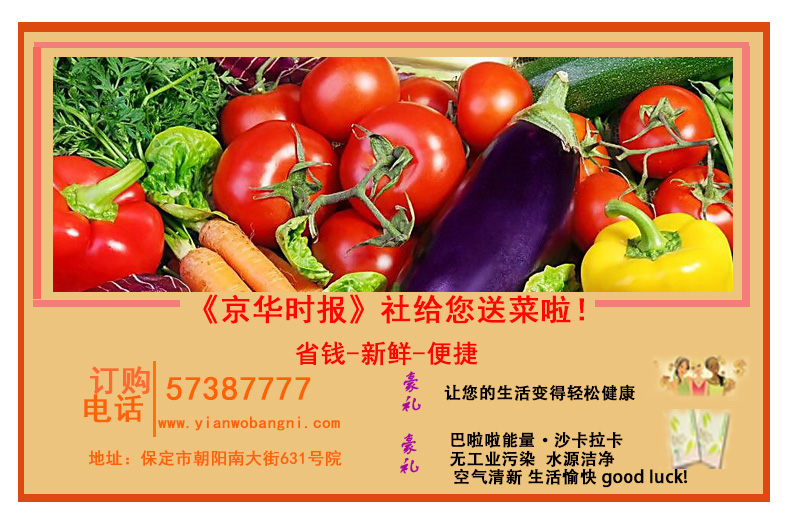 《京华时报》社给您送菜啦!
省钱-新鲜-便捷
订购
电话
57387777
www.yianwobangni.com
地址：保定市朝阳南大街631号院
豪礼
让您的生活变得轻松健康
豪礼
巴啦啦能量·沙卡拉卡
无工业污染 水源洁净
空气清新 生活愉快 good luck!